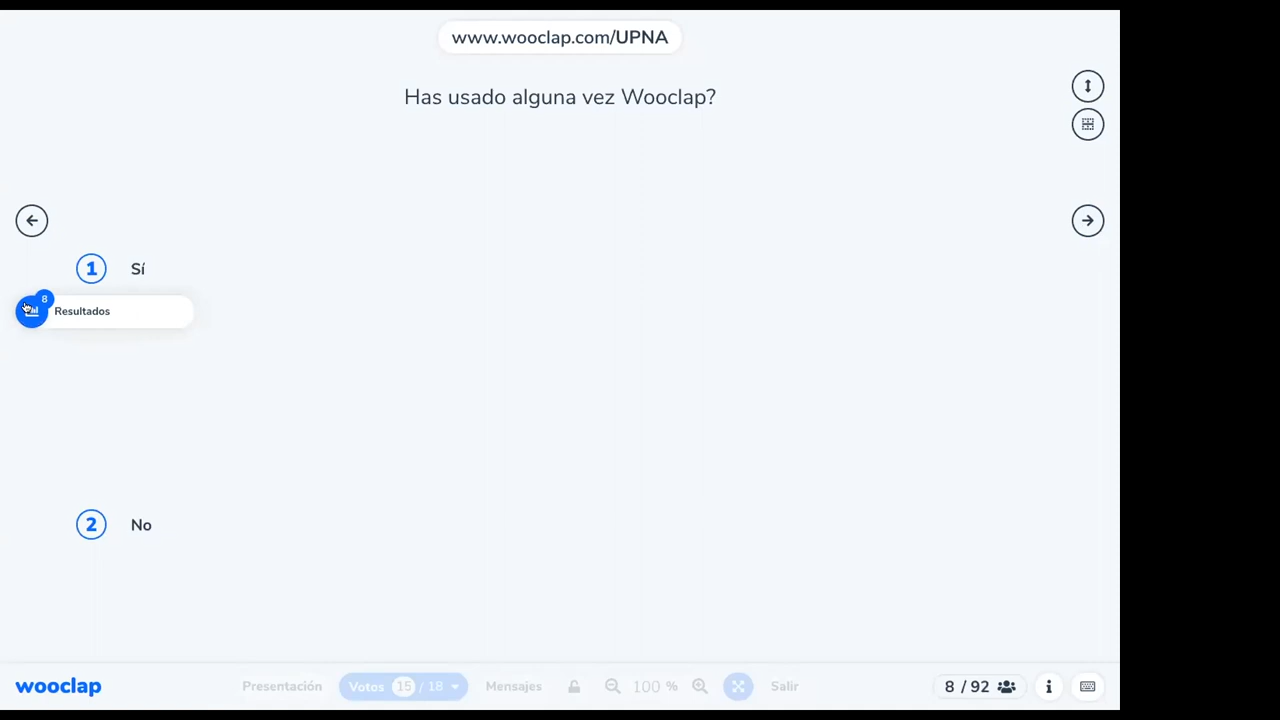 www.wooclap.com/UPNA
Has usado alguna vez Wooclap?
1 Sí
8
Resultados
2 No
wooclap Presentación Votos 15 / 18 Mensajes 100 % Salir 8 / 92 i